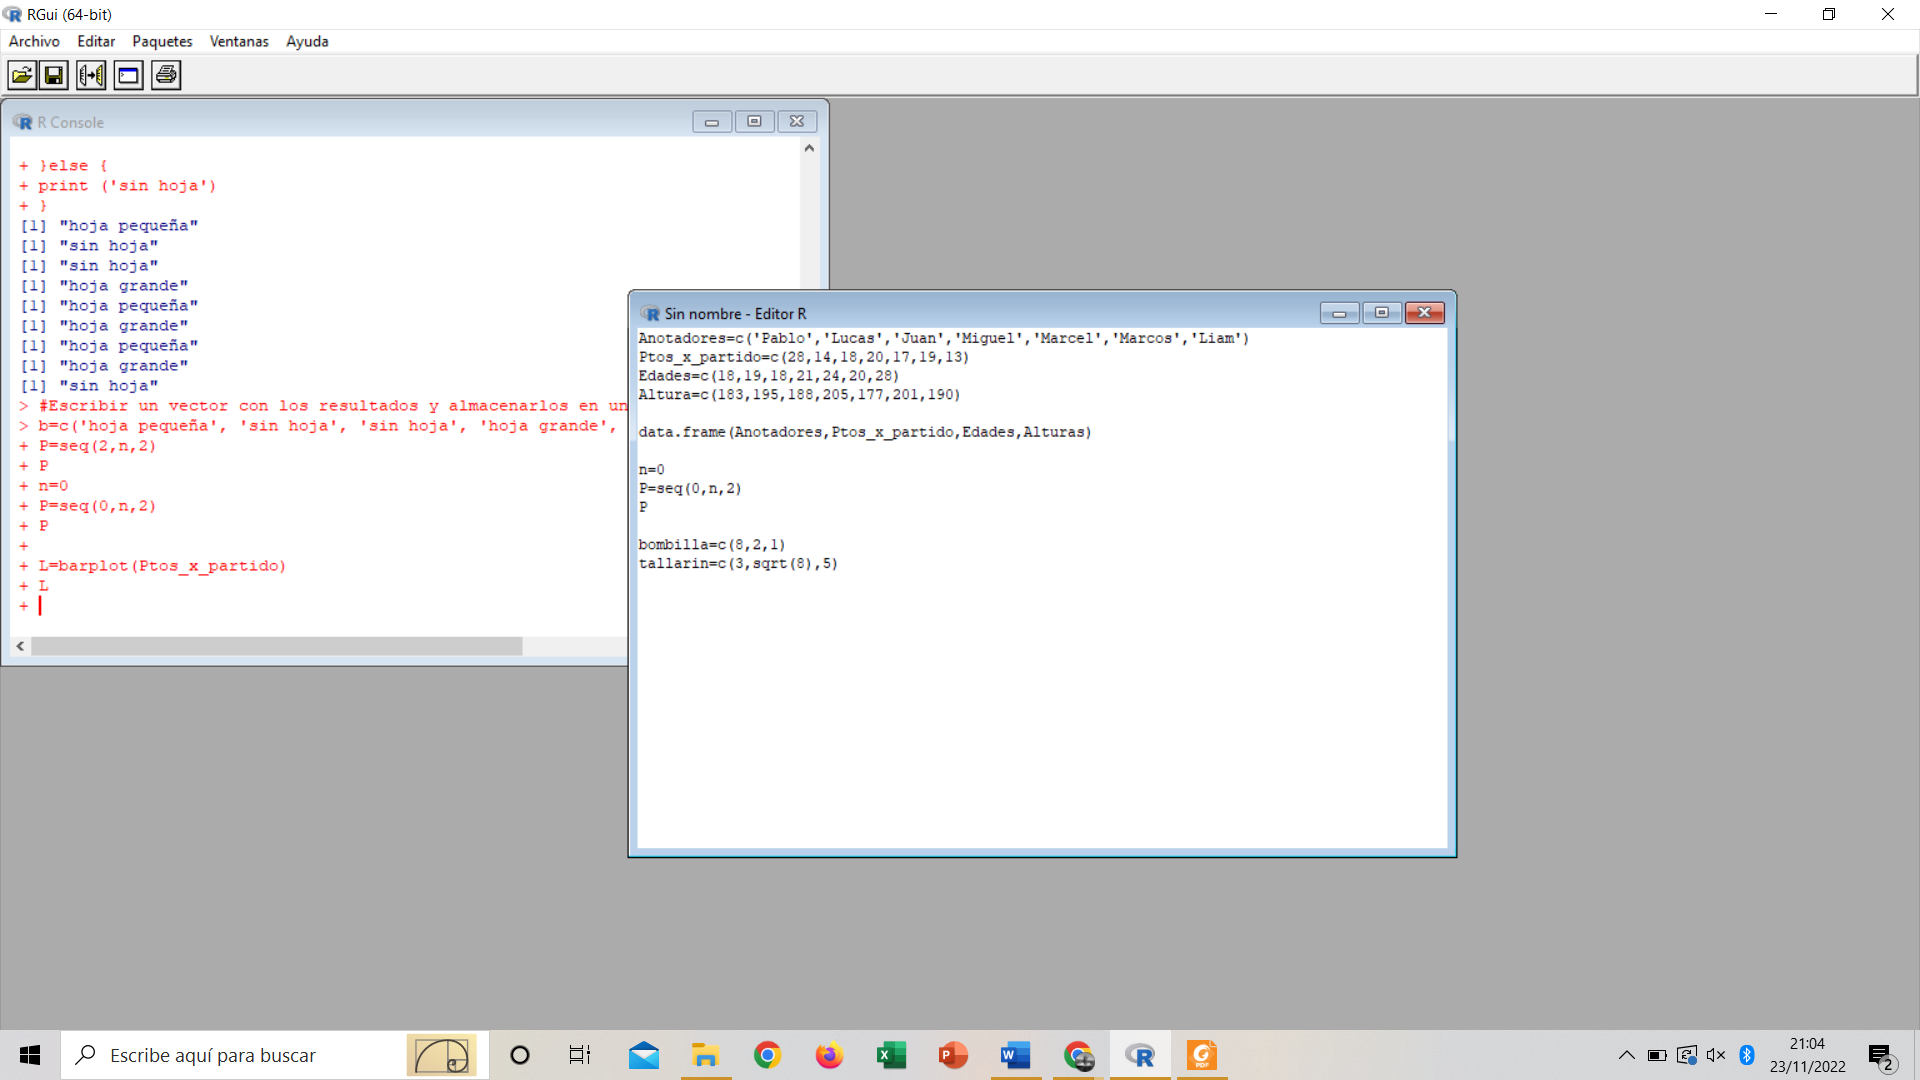 RGui (64-bit)
Archivo Editar Paquetes Ventanas Ayuda
R Console
+ }else {
+ print ('sin hoja')
+ }
[1] "hoja pequeña"
[1] "sin hoja"
[1] "sin hoja"
[1] "hoja grande"
[1] "hoja pequeña"
[1] "hoja grande"
[1] "hoja pequeña"
[1] "hoja grande"
[1] "sin hoja"
> #Escribir un vector con los resultados y almacenarlos en un
> b=c('hoja pequeña', 'sin hoja', 'sin hoja', 'hoja grande',
+ P=seq(2,n,2)
+ P
+ n=0
+ P=seq(0,n,2)
+ P
+
+ L=barplot(Ptos_x_partido)
+ L
+
Sin nombre - Editor R
Anotadores=c('Pablo','Lucas','Juan','Miguel','Marcel','Marcos','Liam')
Ptos_x_partido=c(28,14,18,20,17,19,13)
Edades=c(18,19,18,21,24,20,28)
Altura=c(183,195,188,205,177,201,190)
data.frame(Anotadores,Ptos_x_partido,Edades,Alturas)
n=0
P=seq(0,n,2)
P
bombilla=c(8,2,1)
tallarin=c(3,sqrt(8),5)
Escribe aquí para buscar
21:04
23/11/2022
2